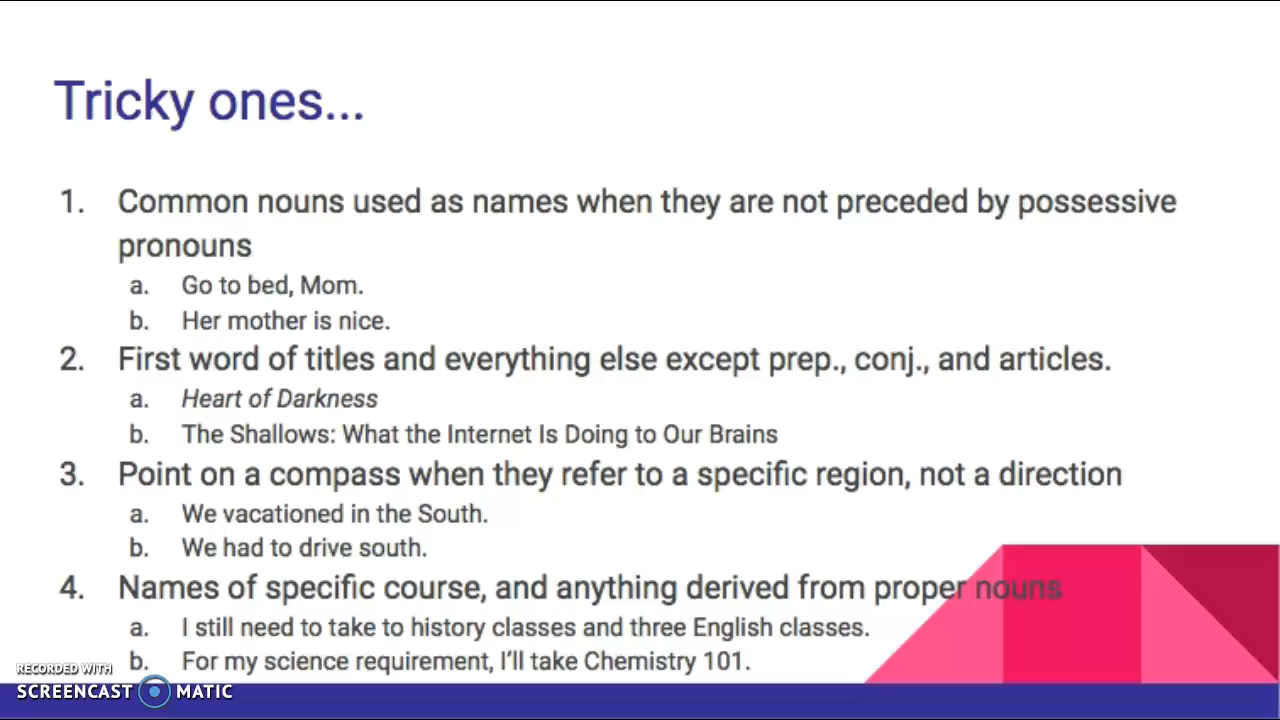 Tricky ones...
1. Common nouns used as names when they are not preceded by possessive
pronouns
a. Go to bed, Mom.
b. Her mother is nice.
2. First word of titles and everything else except prep., conj., and articles.
a. Heart of Darkness
b. The Shallows: What the Internet Is Doing to Our Brains
3. Point on a compass when they refer to a specific region, not a direction
a. We vacationed in the South.
b. We had to drive south.
4. Names of specific course, and anything derived from proper nouns
a. I still need to take to history classes and three English classes.
b. For my science requirement, I'll take Chemistry 101.
RECORDED WITH
SCREENCAST MATIC